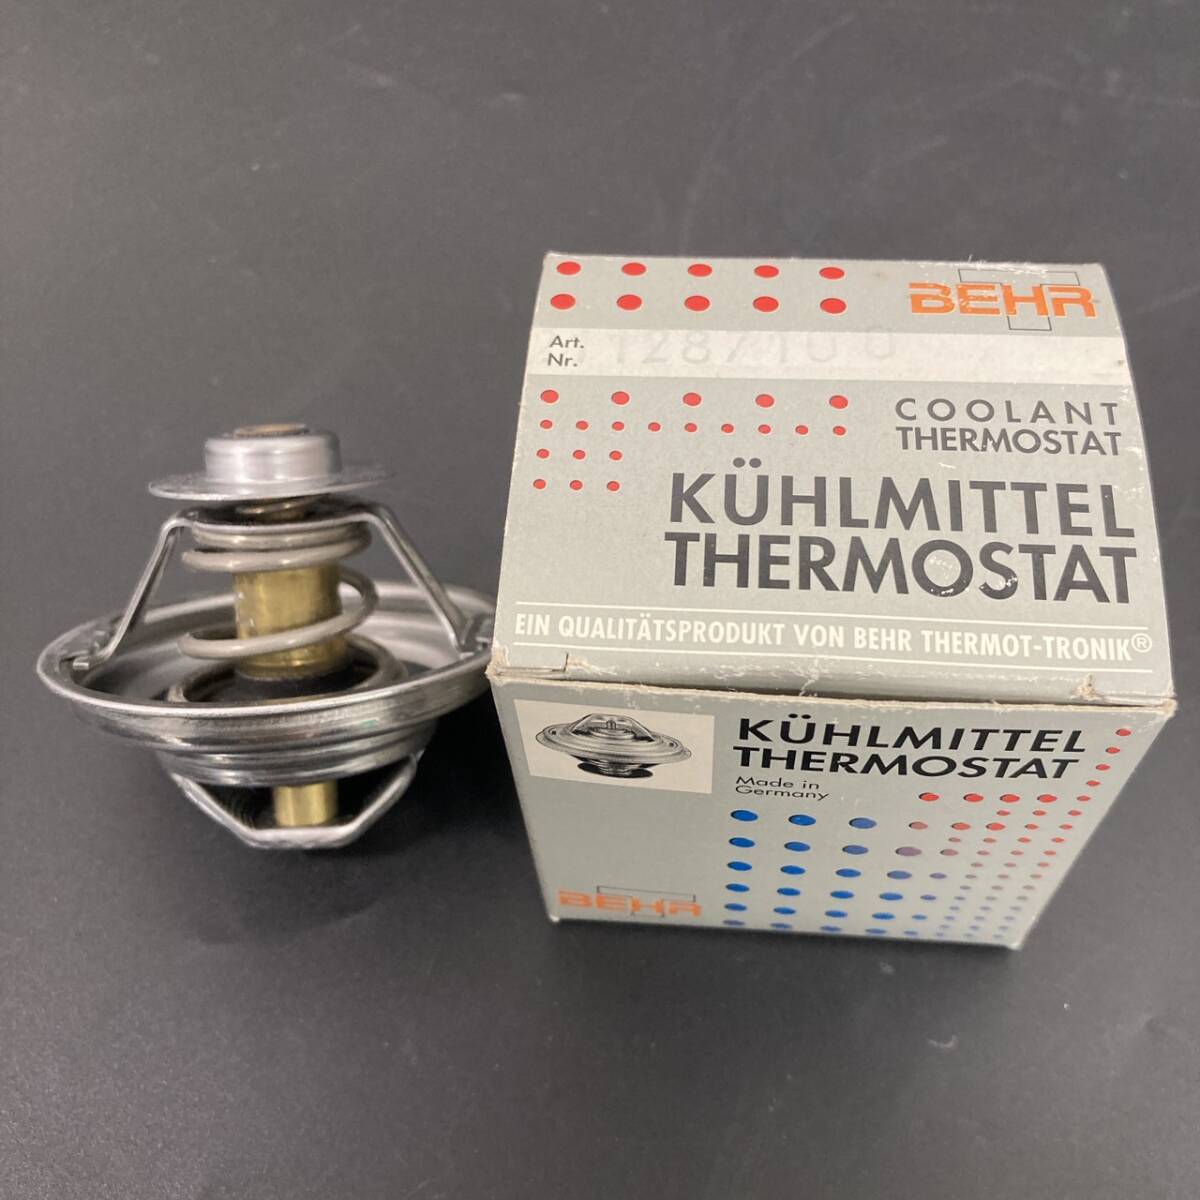 BEHR
Art.
Nr.
COOLANT
THERMOSTAT
KÜHLMITTEL
THERMOSTAT
EIN QUALITÄTSPRODUKT VON BEHR THERMOT-TRONIK®
KÜHLMITTEL
THERMOSTAT
Made in
Germany
BEHR